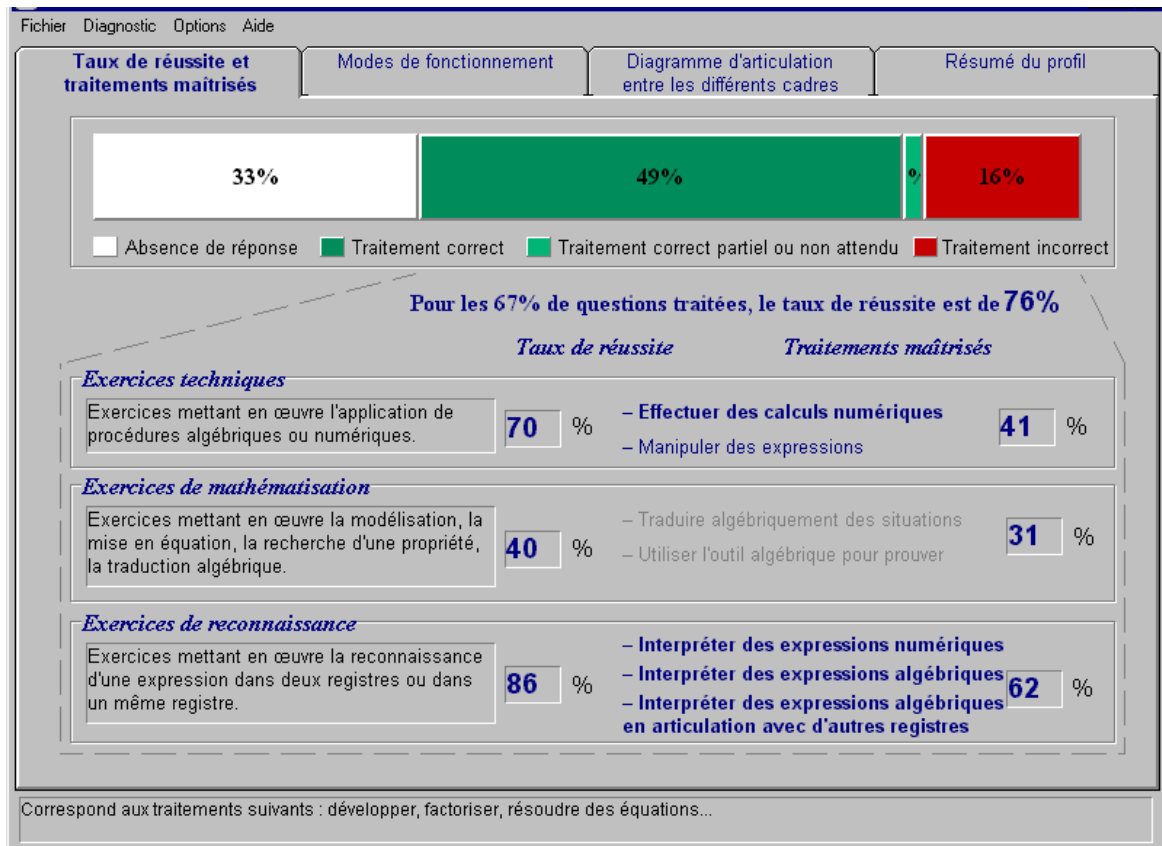 Fichier Diagnostic Options Aide
Taux de réussite et
traitements maîtrisés
Modes de fonctionnement
Diagramme d'articulation
entre les différents cadres
Résumé du profil
33%
49%
%
16%
Absence de réponse
Traitement correct
Traitement correct partiel ou non attendu
Traitement incorrect
Pour les 67% de questions traitées, le taux de réussite est de 76%
Taux de réussite
Traitements maîtrisés
Exercices techniques
Exercices mettant en œuvre l'application de
procédures algébriques ou numériques.
70 %
– Effectuer des calculs numériques
– Manipuler des expressions
41 %
Exercices de mathématisation
Exercices mettant en œuvre la modélisation, la
mise en équation, la recherche d'une propriété,
la traduction algébrique.
40 %
– Traduire algébriquement des situations
– Utiliser l'outil algébrique pour prouver
31 %
Exercices de reconnaissance
Exercices mettant en œuvre la reconnaissance
d'une expression dans deux registres ou dans
un même registre.
86 %
– Interpréter des expressions numériques
– Interpréter des expressions algébriques
– Interpréter des expressions algébriques
en articulation avec d'autres registres
62 %
Correspond aux traitements suivants : développer, factoriser, résoudre des équations...